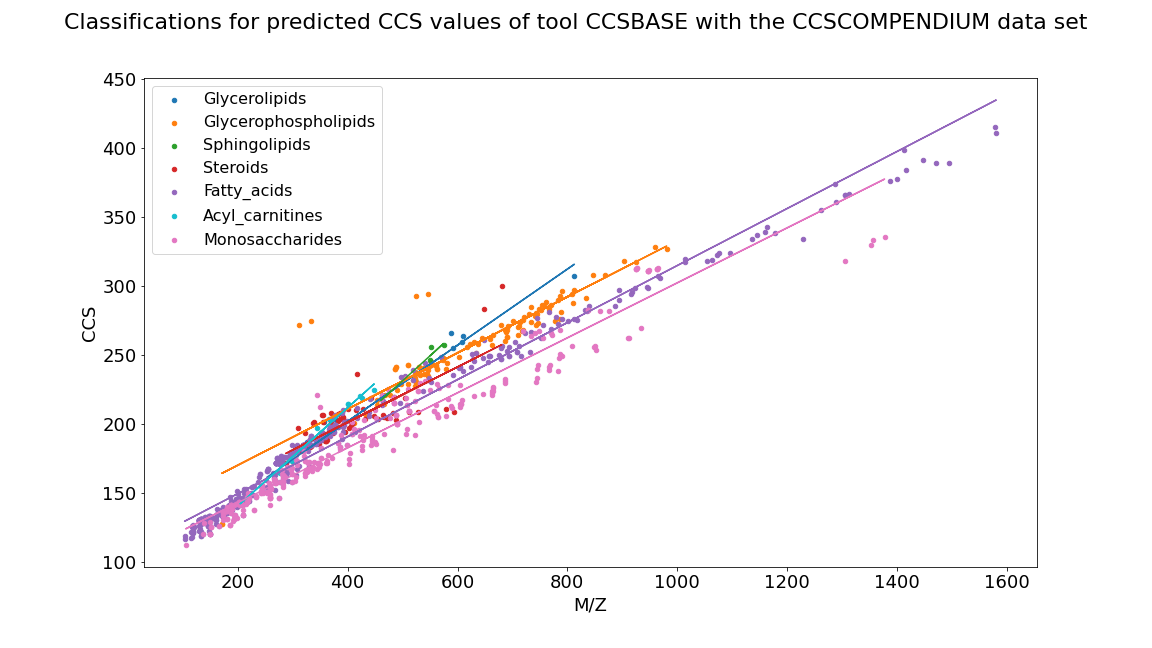 Classifications for predicted CCS values of tool CCSBASE with the CCSCOMPENDIUM data set
450
400
350
300
250
200
150
100
CCS
Glycerolipids
Glycerophospholipids
Sphingolipids
Steroids
Fatty_acids
Acyl_carnitines
Monosaccharides
200 400 600 800 1000 1200 1400 1600
M/Z